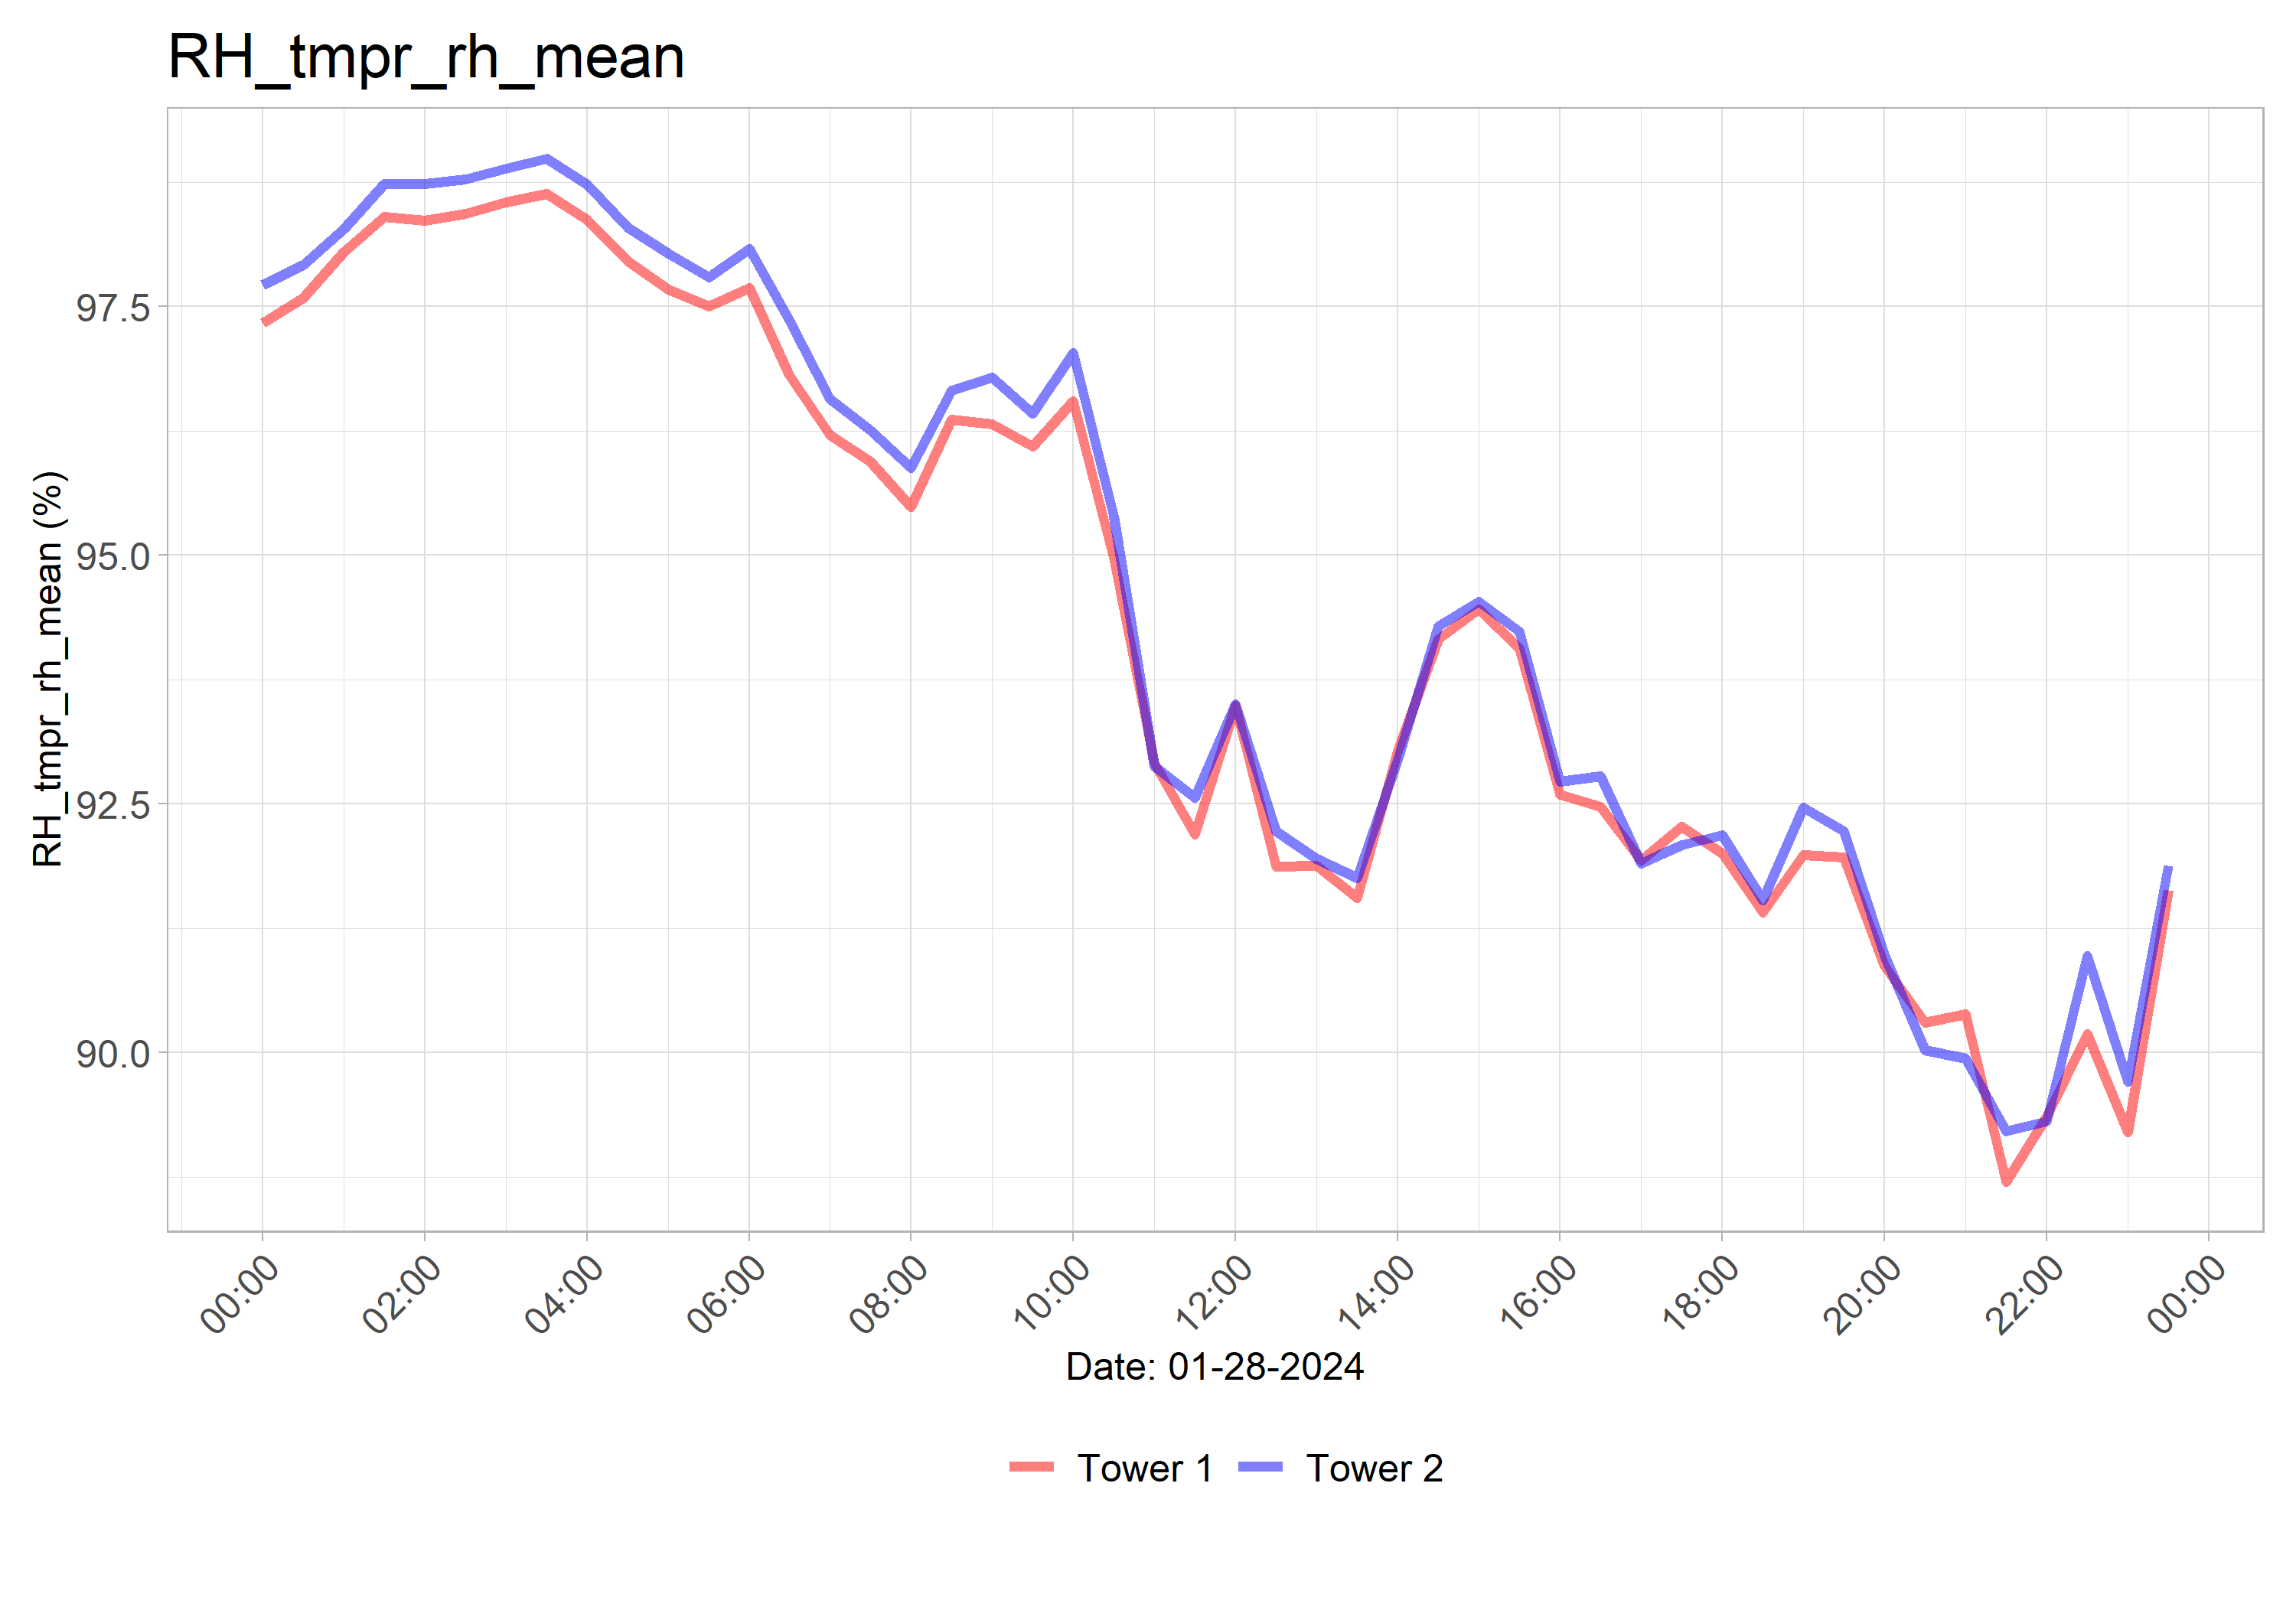 RH_tmpr_rh_mean
RH_tmpr_rh_mean (%)
97.5
95.0
92.5
90.0
00:00 02:00 04:00 06:00 08:00 10:00 12:00 14:00 16:00 18:00 20:00 22:00 00:00
Date: 01-28-2024
Tower 1 Tower 2